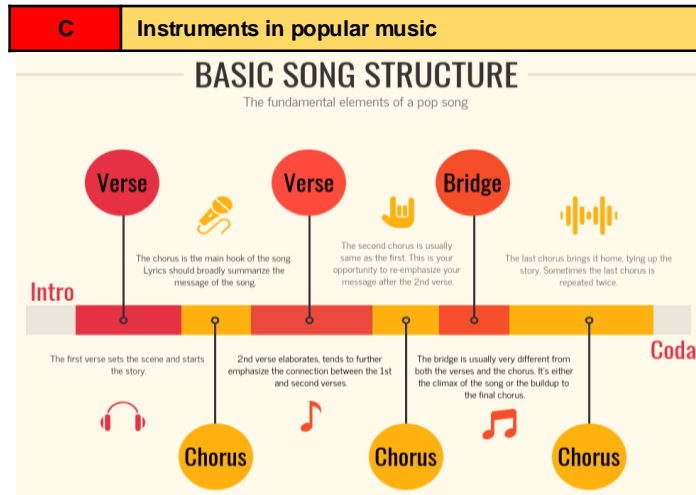 C
Instruments in popular music
BASIC SONG STRUCTURE
The fundamental elements of a pop song
Verse
Verse
Bridge
The chorus is the main hook of the song.
Lyrics should broadly summarize the
message of the song.
The second chorus is usually
same as the first. This is your
opportunity to re-emphasize your
message after the 2nd verse.
The last chorus brings it home, tying up the
story. Sometimes the last chorus is
repeated twice.
Intro
Coda
The first verse sets the scene and starts
the story.
2nd verse elaborates, tends to further
emphasize the connection between the 1st
and second verses.
The bridge is usually very different from
both the verses and the chorus. It's either
the climax of the song or the buildup to
the final chorus.
Chorus
Chorus
Chorus